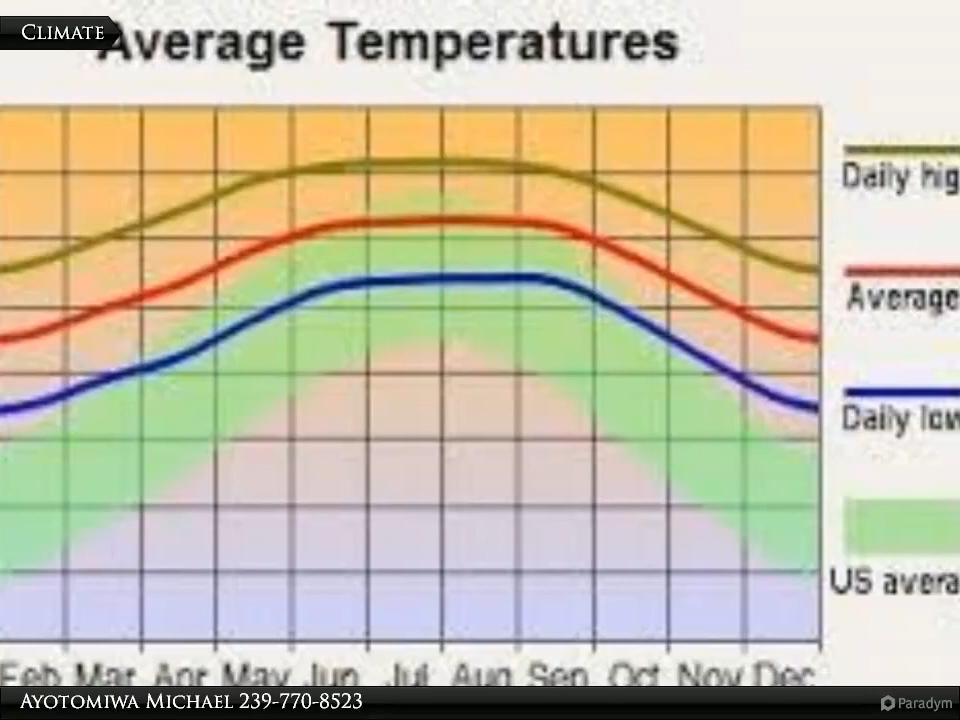 CLIMATE
Average Temperatures
Daily hig
Average
Daily low
US avera
Feb Mar Apr May Jun Jul Aug Sep Oct Nov Dec
AYOTOMIWA MICHAEL 239-770-8523
Paradym